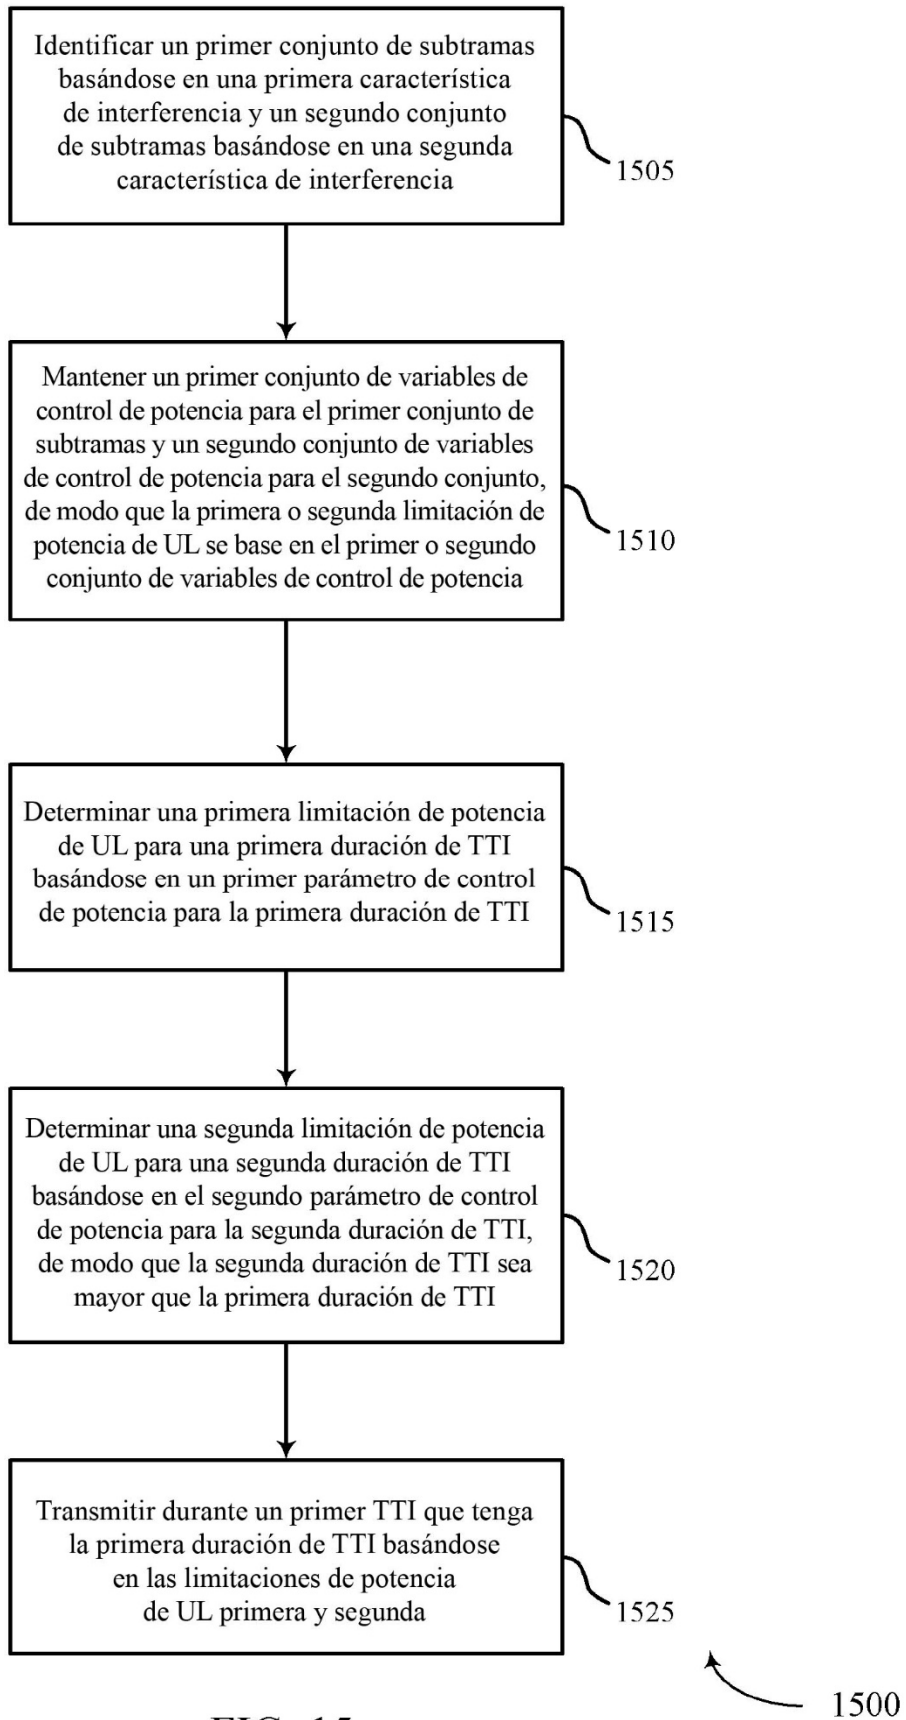 Identificar un primer conjunto de subtramas
basándose en una primera característica
de interferencia y un segundo conjunto
de subtramas basándose en una segunda
característica de interferencia
1505
Mantener un primer conjunto de variables de
control de potencia para el primer conjunto de
subtramas y un segundo conjunto de variables
de control de potencia para el segundo conjunto,
de modo que la primera o segunda limitación de
potencia de UL se base en el primer o segundo
conjunto de variables de control de potencia
1510
Determinar una primera limitación de potencia
de UL para una primera duración de TTI
basándose en un primer parámetro de control
de potencia para la primera duración de TTI
1515
Determinar una segunda limitación de potencia
de UL para una segunda duración de TTI
basándose en el segundo parámetro de control
de potencia para la segunda duración de TTI,
de modo que la segunda duración de TTI sea
mayor que la primera duración de TTI
1520
Transmitir durante un primer TTI que tenga
la primera duración de TTI basándose
en las limitaciones de potencia
de UL primera y segunda
1525
1500
FIG. 15